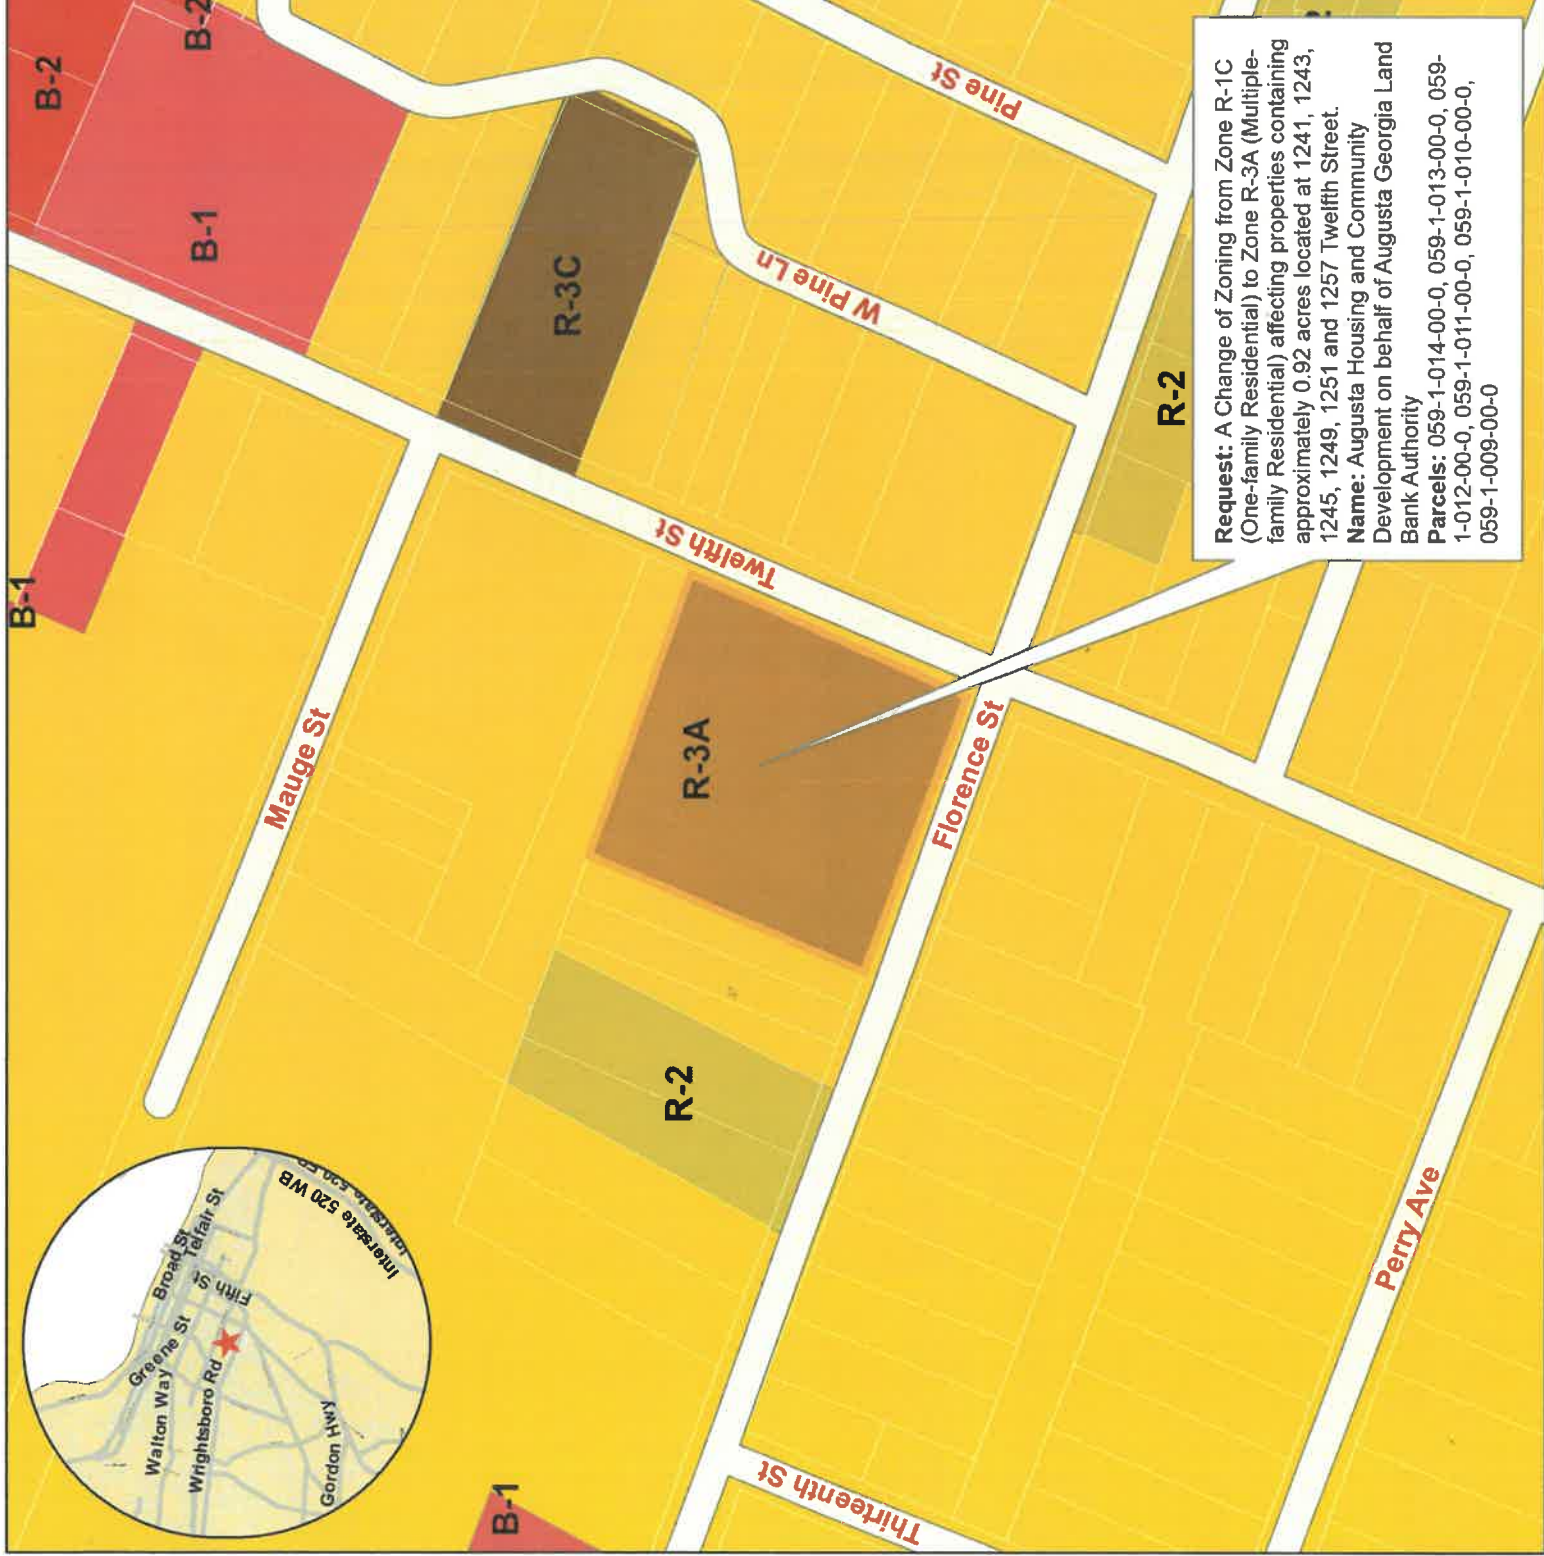 B-1
B-2
B-2
B-1
Mauge St
R-3C
Twelfth St
Pine St
W Pine Ln
R-3A
R-2
Florence St
R-2
B-1
Thirteenth St
Perry Ave
Broad St
Telfair St
Greene St
Fifth St
Walton Way
Wrightsboro Rd
Gordon Hwy
Interstate 520 WB
Interstate 520 EB
Request: A Change of Zoning from Zone R-1C
(One-family Residential) to Zone R-3A (Multiple-
family Residential) affecting properties containing
approximately 0.92 acres located at 1241, 1243,
1245, 1249, 1251 and 1257 Twelfth Street.
Name: Augusta Housing and Community
Development on behalf of Augusta Georgia Land
Bank Authority
Parcels: 059-1-014-00-0, 059-1-013-00-0, 059-
1-012-00-0, 059-1-011-00-0, 059-1-010-00-0,
059-1-009-00-0